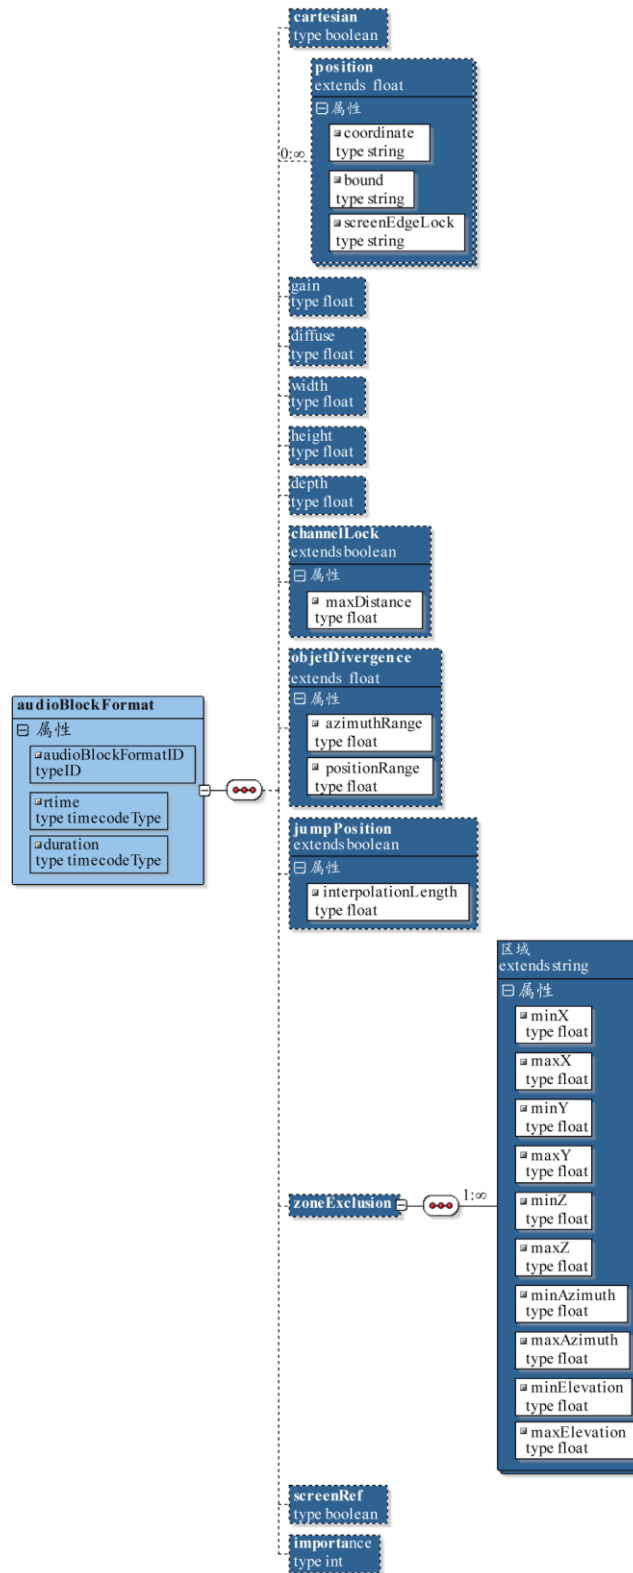 cartesian
type boolean
position
extends float
属性
coordinate
type string
bound
type string
screenEdgeLock
type string
0:∞
gain
type float
diffuse
type float
width
type float
height
type float
depth
type float
channelLock
extends boolean
属性
maxDistance
type float
objetDivergence
extends float
属性
azimuthRange
type float
positionRange
type float
audioBlockFormat
属性
audioBlockFormatID
typeID
rtime
type timecodeType
duration
type timecodeType
jumpPosition
extends boolean
属性
interpolationLength
type float
区域
extends string
属性
minX
type float
maxX
type float
minY
type float
maxY
type float
minZ
type float
maxZ
type float
minAzimuth
type float
maxAzimuth
type float
minElevation
type float
maxElevation
type float
zoneExclusion
1:∞
screenRef
type boolean
importance
type int